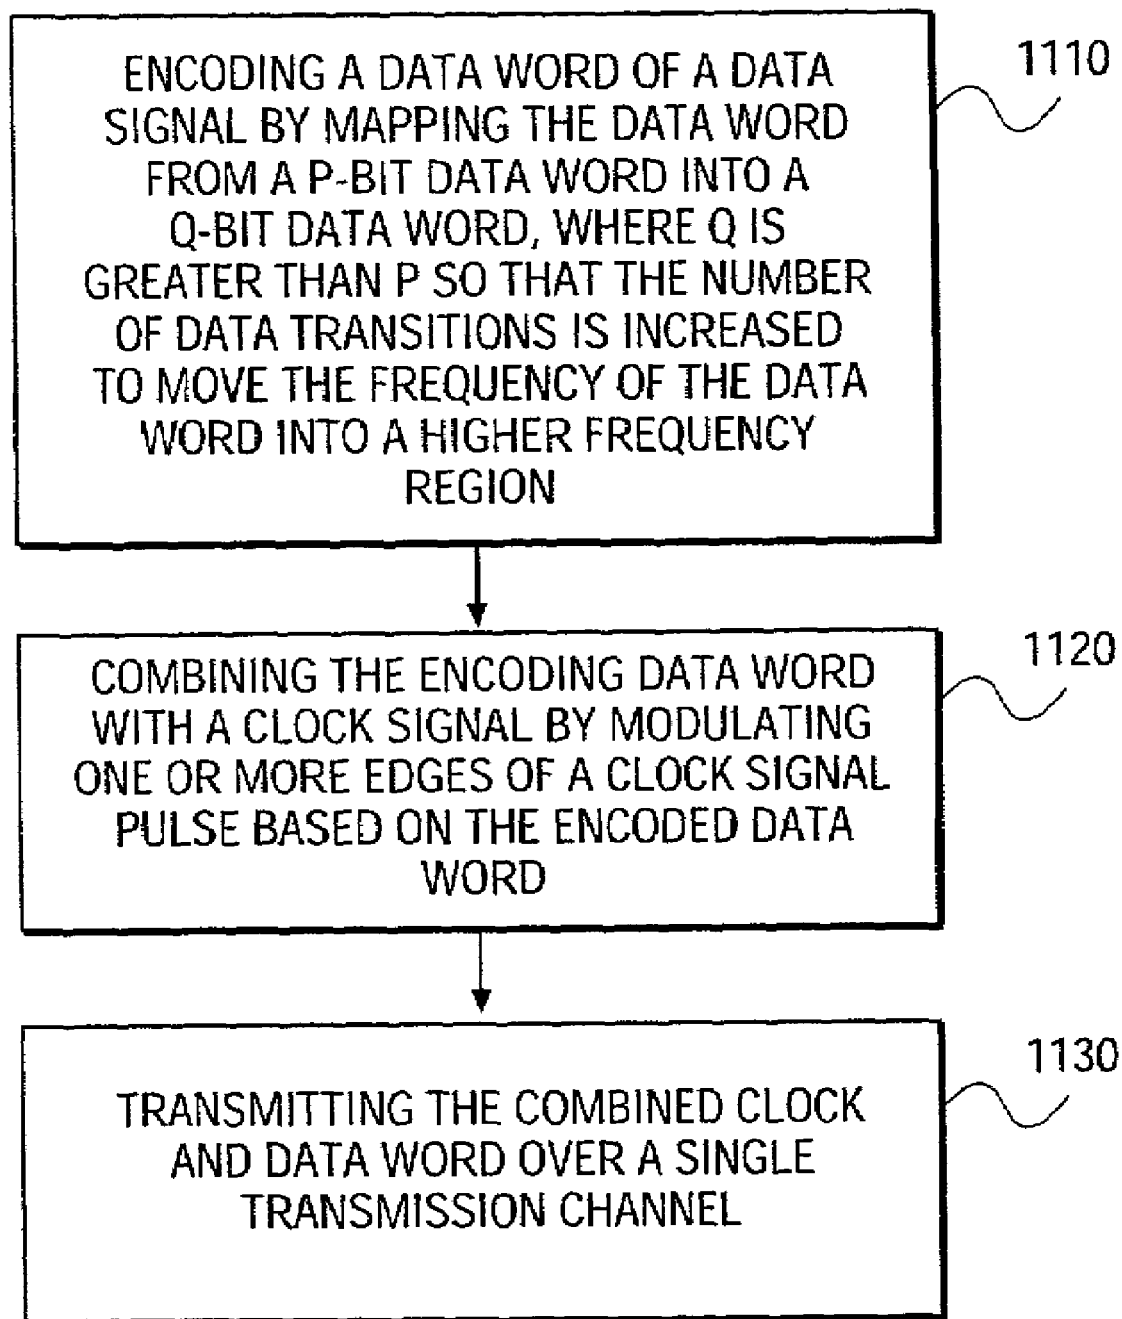 ENCODING A DATA WORD OF A DATA
SIGNAL BY MAPPING THE DATA WORD
FROM A P-BIT DATA WORD INTO A
Q-BIT DATA WORD, WHERE Q IS
GREATER THAN P SO THAT THE NUMBER
OF DATA TRANSITIONS IS INCREASED
TO MOVE THE FREQUENCY OF THE DATA
WORD INTO A HIGHER FREQUENCY
REGION
1110
COMBINING THE ENCODING DATA WORD
WITH A CLOCK SIGNAL BY MODULATING
ONE OR MORE EDGES OF A CLOCK SIGNAL
PULSE BASED ON THE ENCODED DATA
WORD
1120
TRANSMITTING THE COMBINED CLOCK
AND DATA WORD OVER A SINGLE
TRANSMISSION CHANNEL
1130